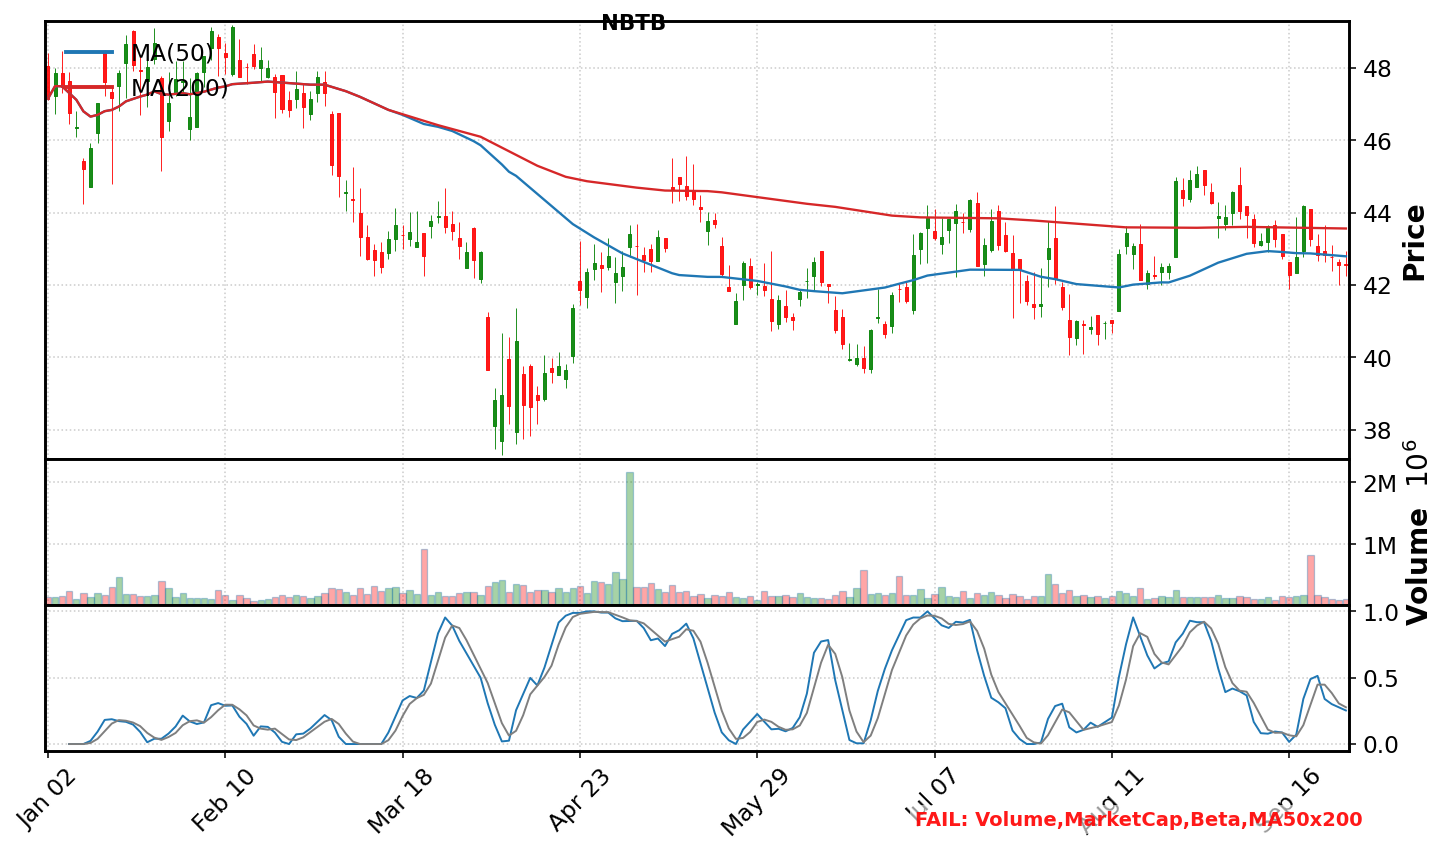 NBTB
MA(50)
MA(200)
48
46
44
42
40
38
Price
2M
1M
Volume 10^6
1.0
0.5
0.0
Jan 02
Feb 10
Mar 18
Apr 23
May 29
Jul 07
Aug 11
Sep 16
FAIL: Volume,MarketCap,Beta,MA50x200